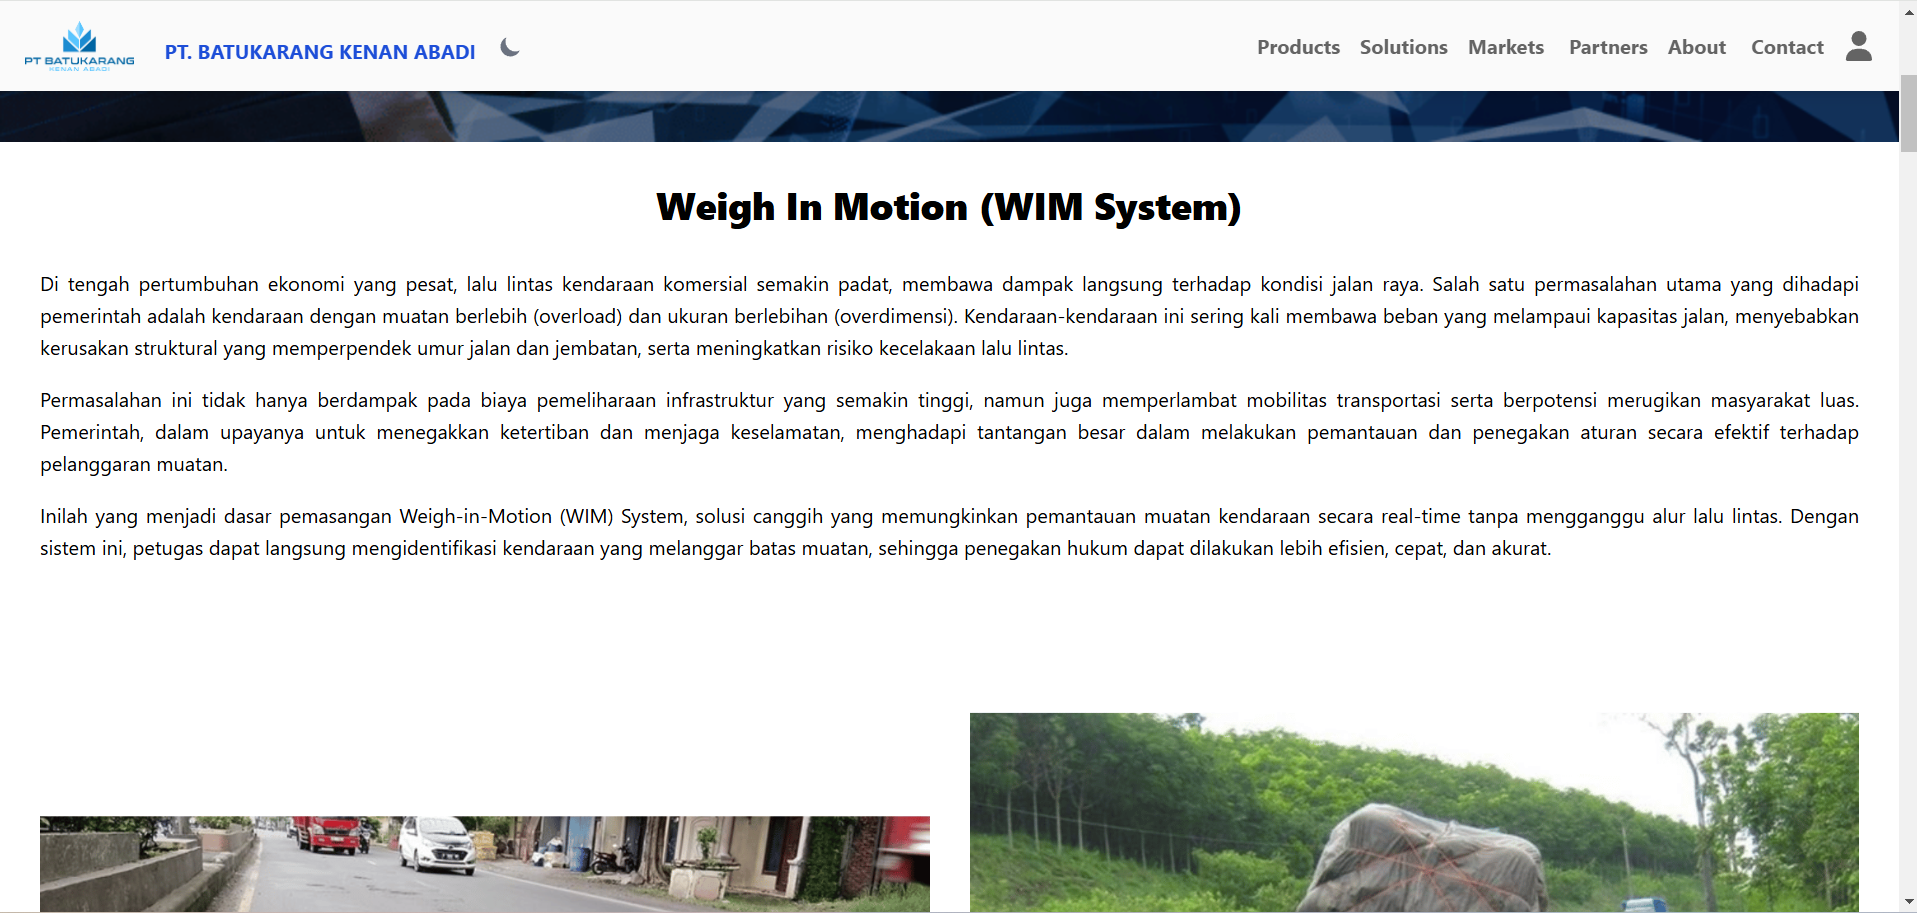 PT BATUKARANG
KENAN ABADI
PT. BATUKARANG KENAN ABADI
Products Solutions Markets Partners About Contact
Weigh In Motion (WIM System)
Di tengah pertumbuhan ekonomi yang pesat, lalu lintas kendaraan komersial semakin padat, membawa dampak langsung terhadap kondisi jalan raya. Salah satu permasalahan utama yang dihadapi
pemerintah adalah kendaraan dengan muatan berlebih (overload) dan ukuran berlebihan (overdimensi). Kendaraan-kendaraan ini sering kali membawa beban yang melampaui kapasitas jalan, menyebabkan
kerusakan struktural yang memperpendek umur jalan dan jembatan, serta meningkatkan risiko kecelakaan lalu lintas.
Permasalahan ini tidak hanya berdampak pada biaya pemeliharaan infrastruktur yang semakin tinggi, namun juga memperlambat mobilitas transportasi serta berpotensi merugikan masyarakat luas.
Pemerintah, dalam upayanya untuk menegakkan ketertiban dan menjaga keselamatan, menghadapi tantangan besar dalam melakukan pemantauan dan penegakan aturan secara efektif terhadap
pelanggaran muatan.
Inilah yang menjadi dasar pemasangan Weigh-in-Motion (WIM) System, solusi canggih yang memungkinkan pemantauan muatan kendaraan secara real-time tanpa mengganggu alur lalu lintas. Dengan
sistem ini, petugas dapat langsung mengidentifikasi kendaraan yang melanggar batas muatan, sehingga penegakan hukum dapat dilakukan lebih efisien, cepat, dan akurat.